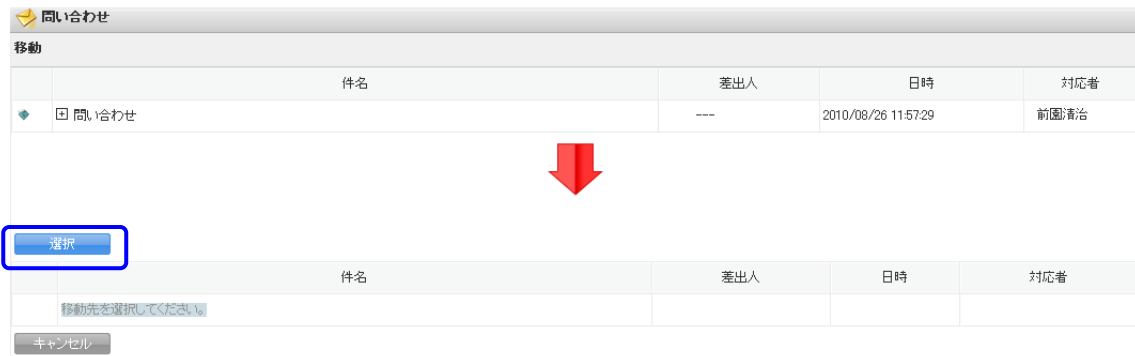 問い合わせ
移動
件名 差出人 日時 対応者
問い合わせ --- 2010/08/26 11:57:29 前園清治
選択
件名 差出人 日時 対応者
移動先を選択してください。
キャンセル